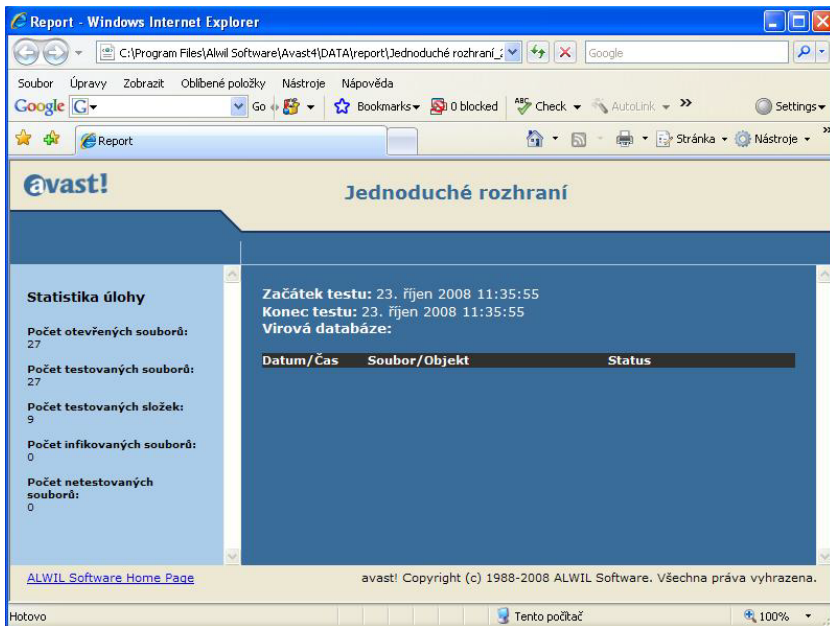 Report - Windows Internet Explorer
C:\Program Files\Alwil Software\Avast4\DATA\report\Jednoduché rozhraní_
Google
Soubor Úpravy Zobrazit Oblíbené položky Nástroje Nápověda
Google G Go Bookmarks 0 blocked ABC Check AutoLink » Settings
Report Stránka Nástroje »
avast!
Jednoduché rozhraní
Statistika úlohy
Počet otevřených souborů:
27
Počet testovaných souborů:
27
Počet testovaných složek:
9
Počet infikovaných souborů:
0
Počet netestovaných
souborů:
0
Začátek testu: 23. říjen 2008 11:35:55
Konec testu: 23. říjen 2008 11:35:55
Virová databáze:
Datum/Čas Soubor/Objekt Status
ALWIL Software Home Page
avast! Copyright (c) 1988-2008 ALWIL Software. Všechna práva vyhrazena.
Hotovo Tento počítač 100%